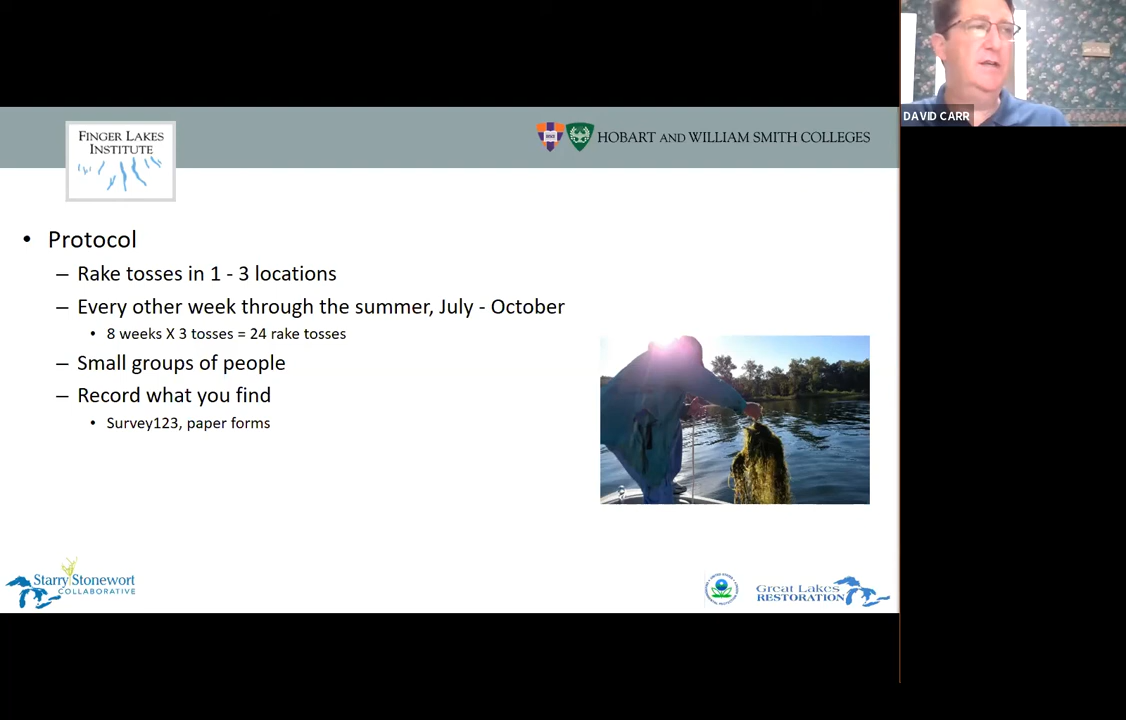 DAVID CARR
FINGER LAKES
INSTITUTE
HOBART AND WILLIAM SMITH COLLEGES
• Protocol
– Rake tosses in 1 - 3 locations
– Every other week through the summer, July - October
• 8 weeks X 3 tosses = 24 rake tosses
– Small groups of people
– Record what you find
• Survey123, paper forms
Starry Stonewort
COLLABORATIVE
Great Lakes
RESTORATION